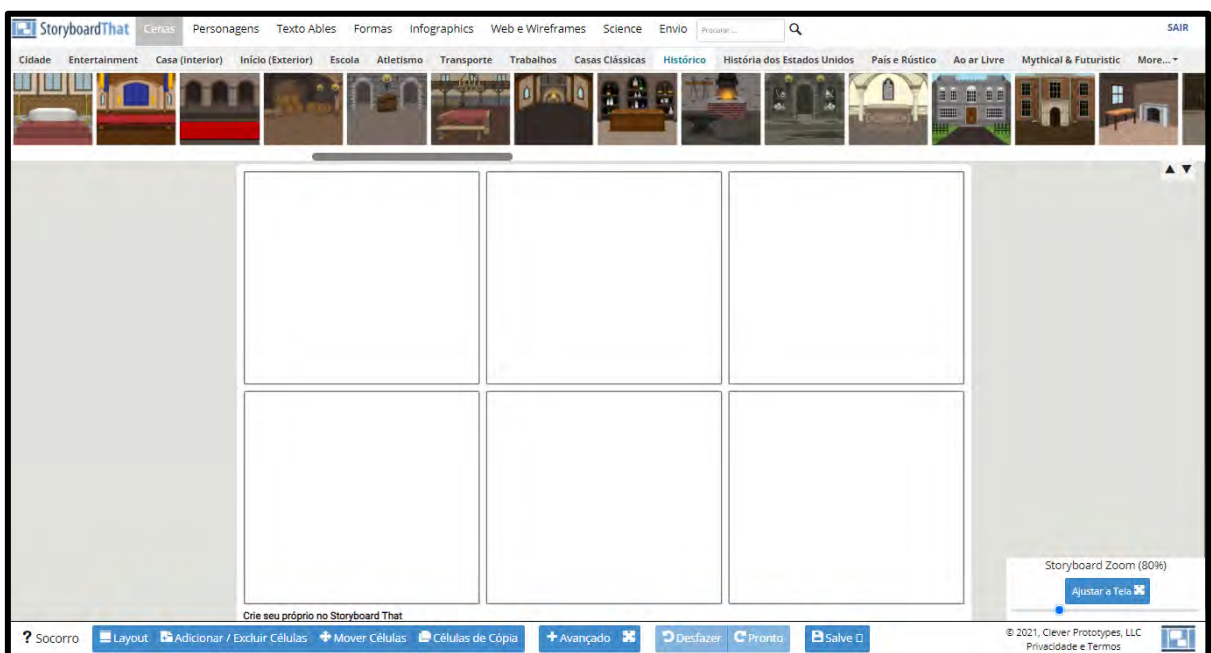 StoryboardThat Cenas Personagens Texto Ables Formas Infographics Web e Wireframes Science Envio Procurar ... SAIR
Cidade Entertainment Casa (Interior) Início (Exterior) Escola Atletismo Transporte Trabalhos Casas Clássicas Histórico História dos Estados Unidos País e Rústico Ao ar Livre Mythical & Futuristic More...
Storyboard Zoom (80%)
Ajustar a Tela
Crie seu próprio no Storyboard That
? Socorro Layout Adicionar / Excluir Células Mover Células Células de Cópia + Avançado Desfazer Pronto Salve
© 2021, Clever Prototypes, LLC
Privacidade e Termos